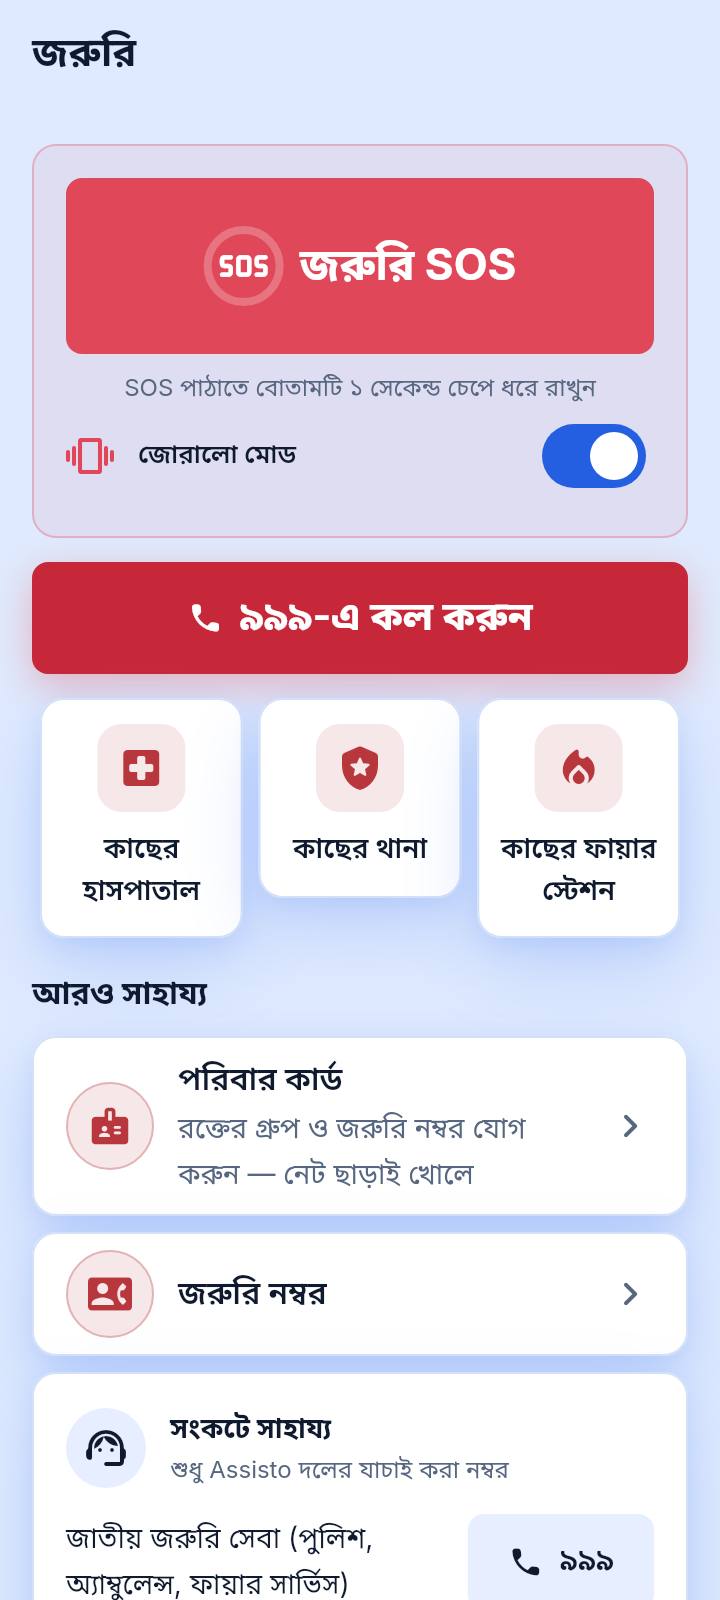 জরুরি
SOS জরুরি SOS
SOS পাঠাতে বোতামটি ১ সেকেন্ড চেপে ধরে রাখুন
জোরালো মোড
৯৯৯-এ কল করুন
কাছের
হাসপাতাল
কাছের থানা
কাছের ফায়ার
স্টেশন
আরও সাহায্য
পরিবার কার্ড
রক্তের গ্রুপ ও জরুরি নম্বর যোগ
করুন — নেট ছাড়াই খোলে
জরুরি নম্বর
সংকটে সাহায্য
শুধু Assisto দলের যাচাই করা নম্বর
জাতীয় জরুরি সেবা (পুলিশ,
অ্যাম্বুলেন্স, ফায়ার সার্ভিস)
৯৯৯